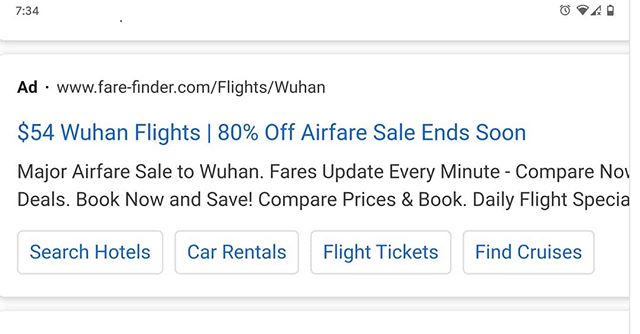 7:34
Ad · www.fare-finder.com/Flights/Wuhan
$54 Wuhan Flights | 80% Off Airfare Sale Ends Soon
Major Airfare Sale to Wuhan. Fares Update Every Minute - Compare Now
Deals. Book Now and Save! Compare Prices & Book. Daily Flight Specia
Search Hotels Car Rentals Flight Tickets Find Cruises